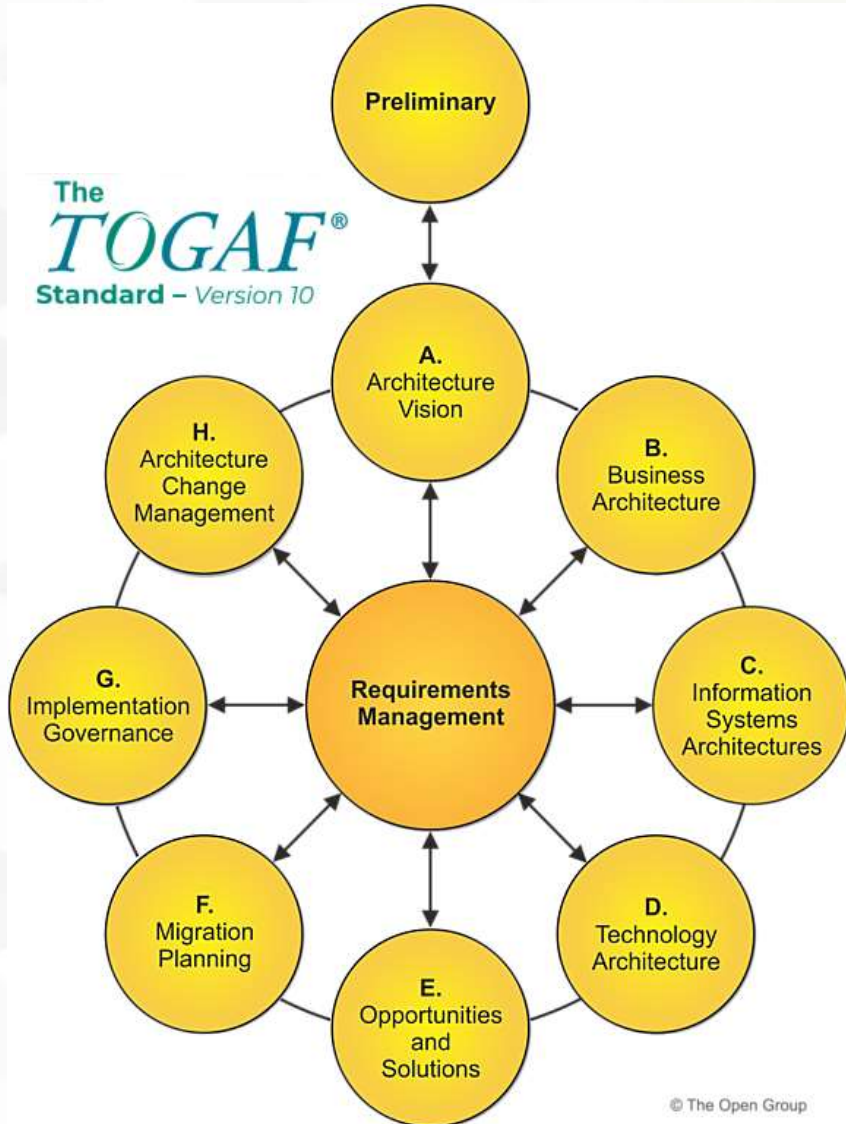 Preliminary
The
TOGAF®
Standard – Version 10
A.
Architecture
Vision
H.
Architecture
Change
Management
B.
Business
Architecture
G.
Implementation
Governance
Requirements
Management
C.
Information
Systems
Architectures
F.
Migration
Planning
D.
Technology
Architecture
E.
Opportunities
and
Solutions
© The Open Group